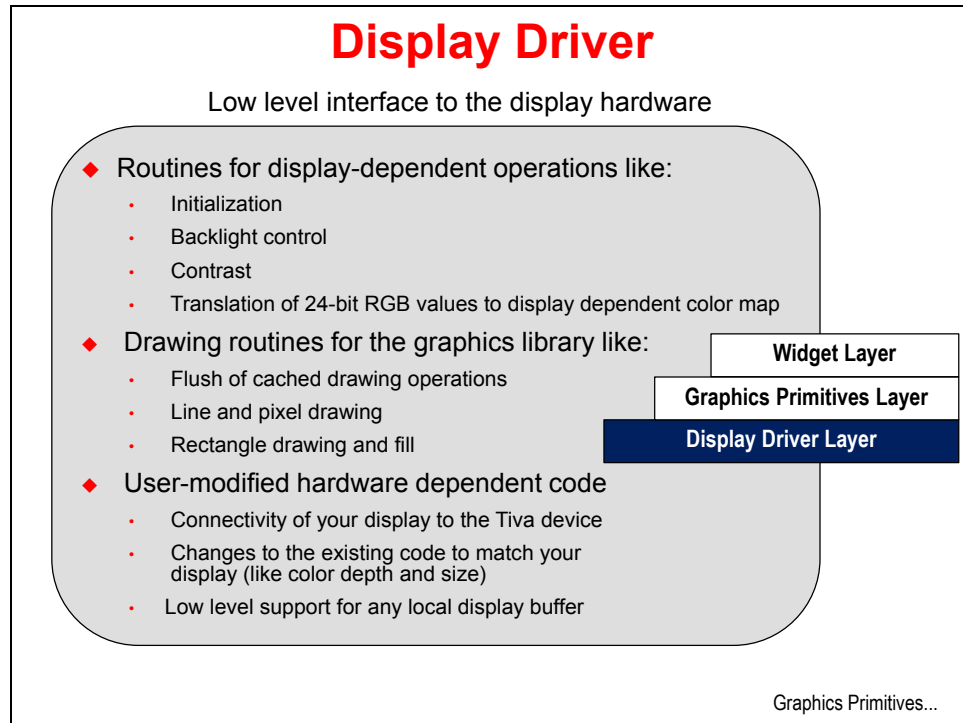 Display Driver
Low level interface to the display hardware
◆ Routines for display-dependent operations like:
• Initialization
• Backlight control
• Contrast
• Translation of 24-bit RGB values to display dependent color map
◆ Drawing routines for the graphics library like:
• Flush of cached drawing operations
• Line and pixel drawing
• Rectangle drawing and fill
◆ User-modified hardware dependent code
• Connectivity of your display to the Tiva device
• Changes to the existing code to match your
display (like color depth and size)
• Low level support for any local display buffer
Widget Layer
Graphics Primitives Layer
Display Driver Layer
Graphics Primitives...